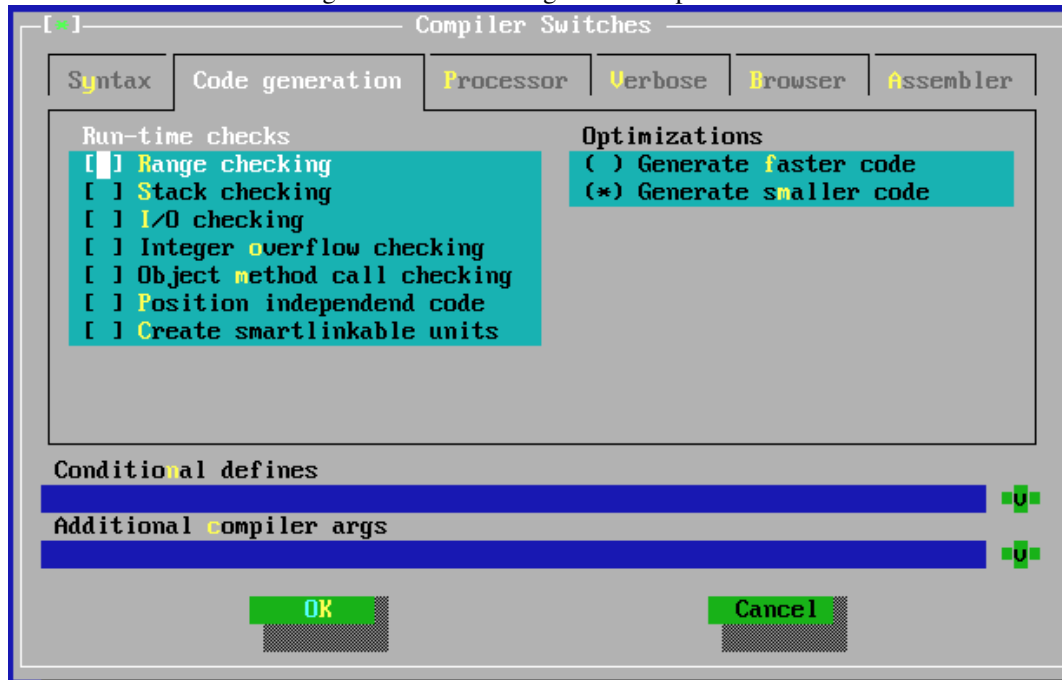 [*] Compiler Switches
Syntax Code generation Processor Verbose Browser Assembler
Run-time checks
[ ] Range checking
[ ] Stack checking
[ ] I/O checking
[ ] Integer overflow checking
[ ] Object method call checking
[ ] Position independend code
[ ] Create smartlinkable units
Optimizations
( ) Generate faster code
(*) Generate smaller code
Conditional defines
v
Additional compiler args
v
OK Cancel